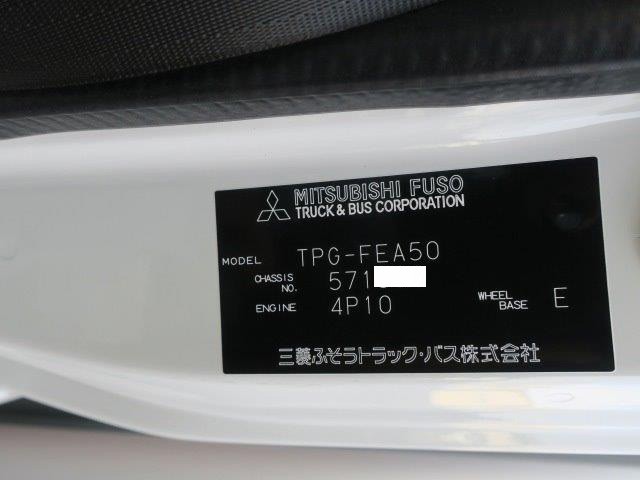 MITSUBISHI FUSO
TRUCK & BUS CORPORATION
MODEL TPG-FEA50
CHASSIS NO. 571
ENGINE 4P10
WHEEL BASE E
三菱ふそうトラック・バス株式会社